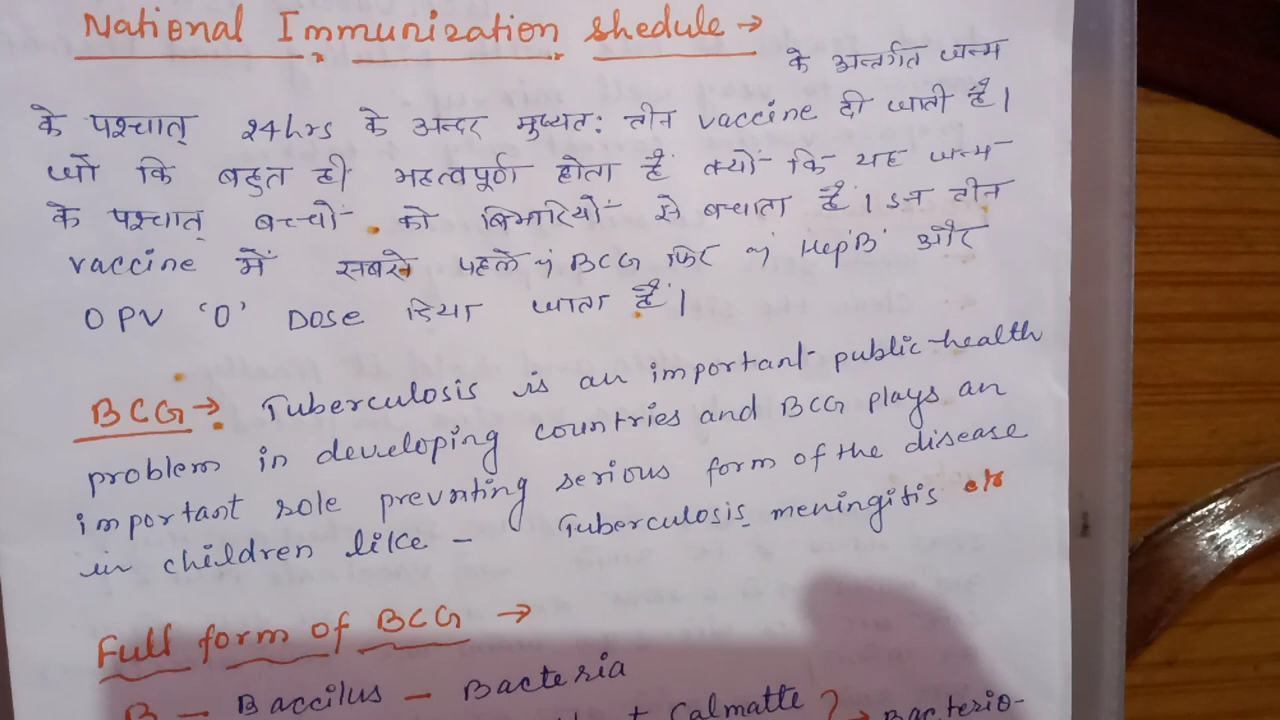 National Immunization Shedule →
के अन्तर्गत जन्म
के पश्चात् 24hrs के अन्दर मुख्यत: तीन vaccine दी जाती है।
जो कि बहुत ही महत्वपूर्ण होता है क्यों कि यह जन्म
के पश्चात् बच्चों को बिमारियों से बचाता है। इन तीन
vaccine में सबसे पहले BCG फिर Hep'B' और
OPV 'O' DOSE दिया जाता है।
BCG → Tuberculosis is an important public health
problem in developing countries and BCG plays an
important role preventing serious form of the disease
in children like - Tuberculosis, meningitis etc
Full form of BCG →
B - Baccilus - Bacteria
+ Calmatte } → Bacterio-